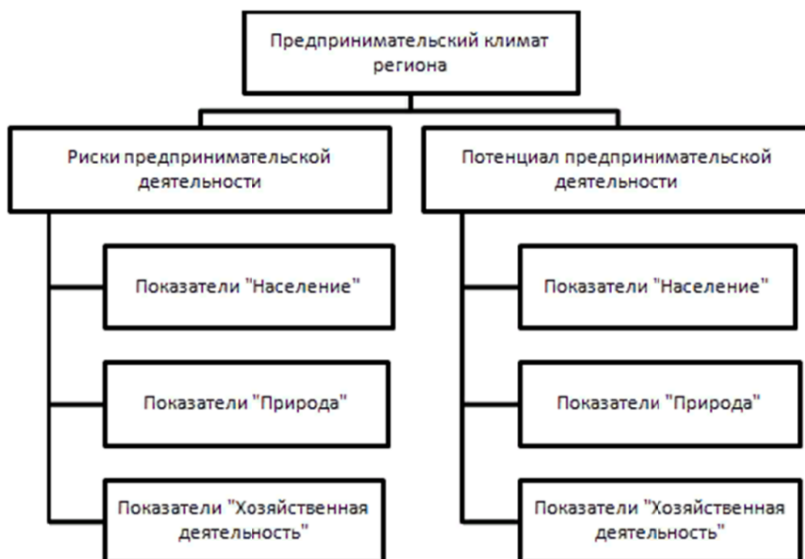 Предпринимательский климат
региона
Риски предпринимательской
деятельности
Потенциал предпринимательской
деятельности
Показатели "Население"
Показатели "Население"
Показатели "Природа"
Показатели "Природа"
Показатели "Хозяйственная
деятельность"
Показатели "Хозяйственная
деятельность"